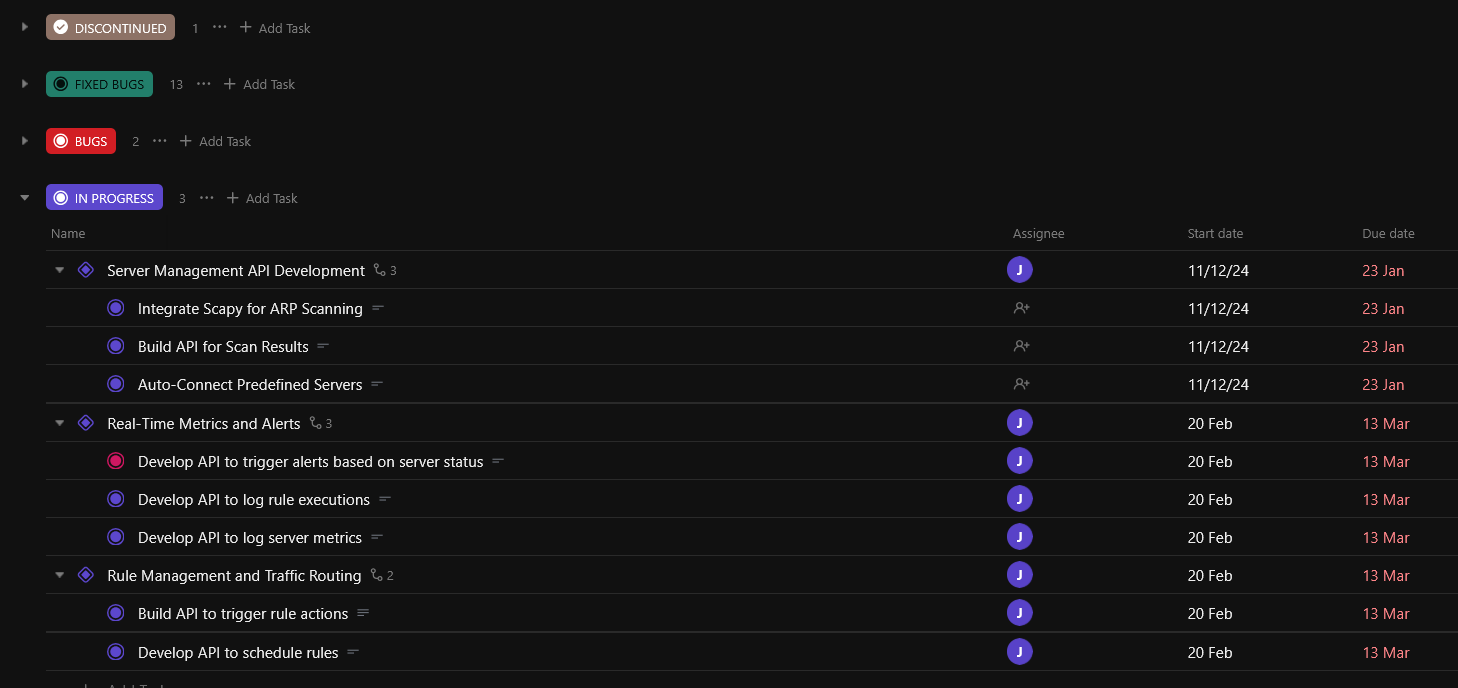 DISCONTINUED 1 ... + Add Task
FIXED BUGS 13 ... + Add Task
BUGS 2 ... + Add Task
IN PROGRESS 3 ... + Add Task
Name Assignee Start date Due date
Server Management API Development 3 J 11/12/24 23 Jan
Integrate Scapy for ARP Scanning 11/12/24 23 Jan
Build API for Scan Results 11/12/24 23 Jan
Auto-Connect Predefined Servers 11/12/24 23 Jan
Real-Time Metrics and Alerts 3 J 20 Feb 13 Mar
Develop API to trigger alerts based on server status J 20 Feb 13 Mar
Develop API to log rule executions J 20 Feb 13 Mar
Develop API to log server metrics J 20 Feb 13 Mar
Rule Management and Traffic Routing 2 J 20 Feb 13 Mar
Build API to trigger rule actions J 20 Feb 13 Mar
Develop API to schedule rules J 20 Feb 13 Mar